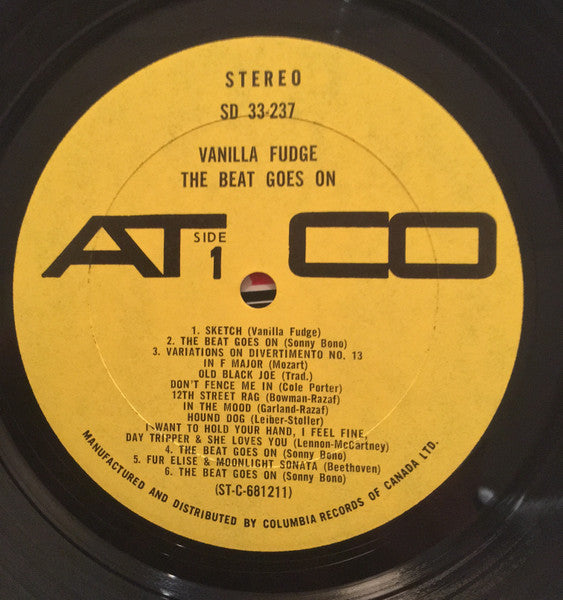 STEREO
SD 33-237
VANILLA FUDGE
THE BEAT GOES ON
ATCO
SIDE
1
1. SKETCH (Vanilla Fudge)
2. THE BEAT GOES ON (Sonny Bono)
3. VARIATIONS ON DIVERTIMENTO NO. 13
IN F MAJOR (Mozart)
OLD BLACK JOE (Trad.)
DON'T FENCE ME IN (Cole Porter)
12TH STREET RAG (Bowman-Razaf)
IN THE MOOD (Garland-Razaf)
HOUND DOG (Leiber-Stoller)
I WANT TO HOLD YOUR HAND, I FEEL FINE,
DAY TRIPPER & SHE LOVES YOU (Lennon-McCartney)
4. THE BEAT GOES ON (Sonny Bono)
5. FUR ELISE & MOONLIGHT SONATA (Beethoven)
6. THE BEAT GOES ON (Sonny Bono)
(ST-C-681211)
MANUFACTURED AND DISTRIBUTED BY COLUMBIA RECORDS OF CANADA LTD.